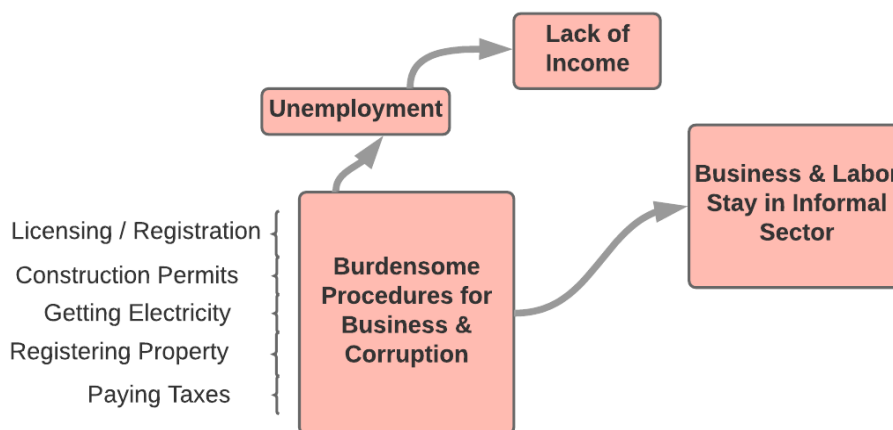 Lack of
Income
Unemployment
Business & Labor
Stay in Informal
Sector
Licensing / Registration
Construction Permits
Getting Electricity
Registering Property
Paying Taxes
Burdensome
Procedures for
Business &
Corruption